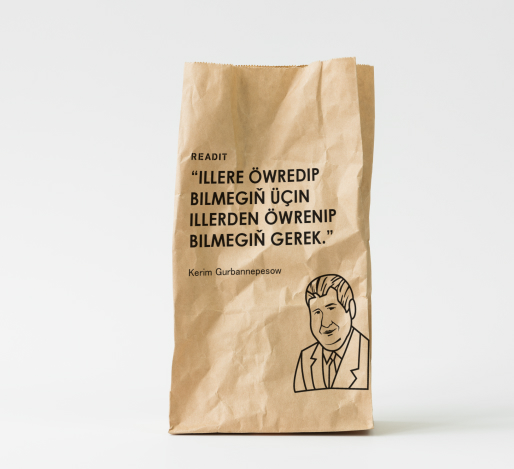 READIT
“ILLERE ÖWREDIP
BILMEGIŇ ÜÇIN
ILLERDEN ÖWRENIP
BILMEGIŇ GEREK.”
Kerim Gurbannepesow